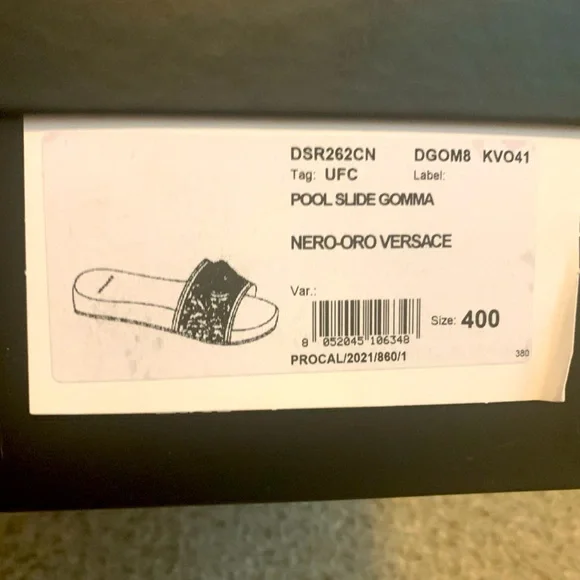 DSR262CN DGOM8 KVO41
Tag: UFC Label:
POOL SLIDE GOMMA
NERO-ORO VERSACE
Var.:
Size: 400
8 052045 106348
PROCAL/2021/860/1
380